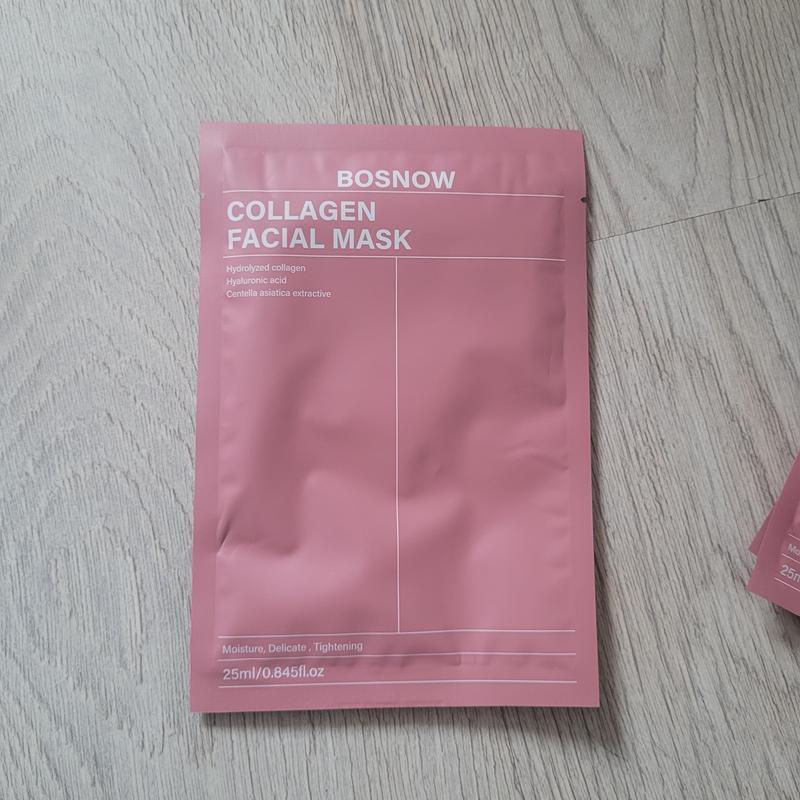 BOSNOW
COLLAGEN
FACIAL MASK
Hydrolyzed collagen
Hyaluronic acid
Centella asiatica extractive
Moisture, Delicate , Tightening
25ml/0.845fl.oz